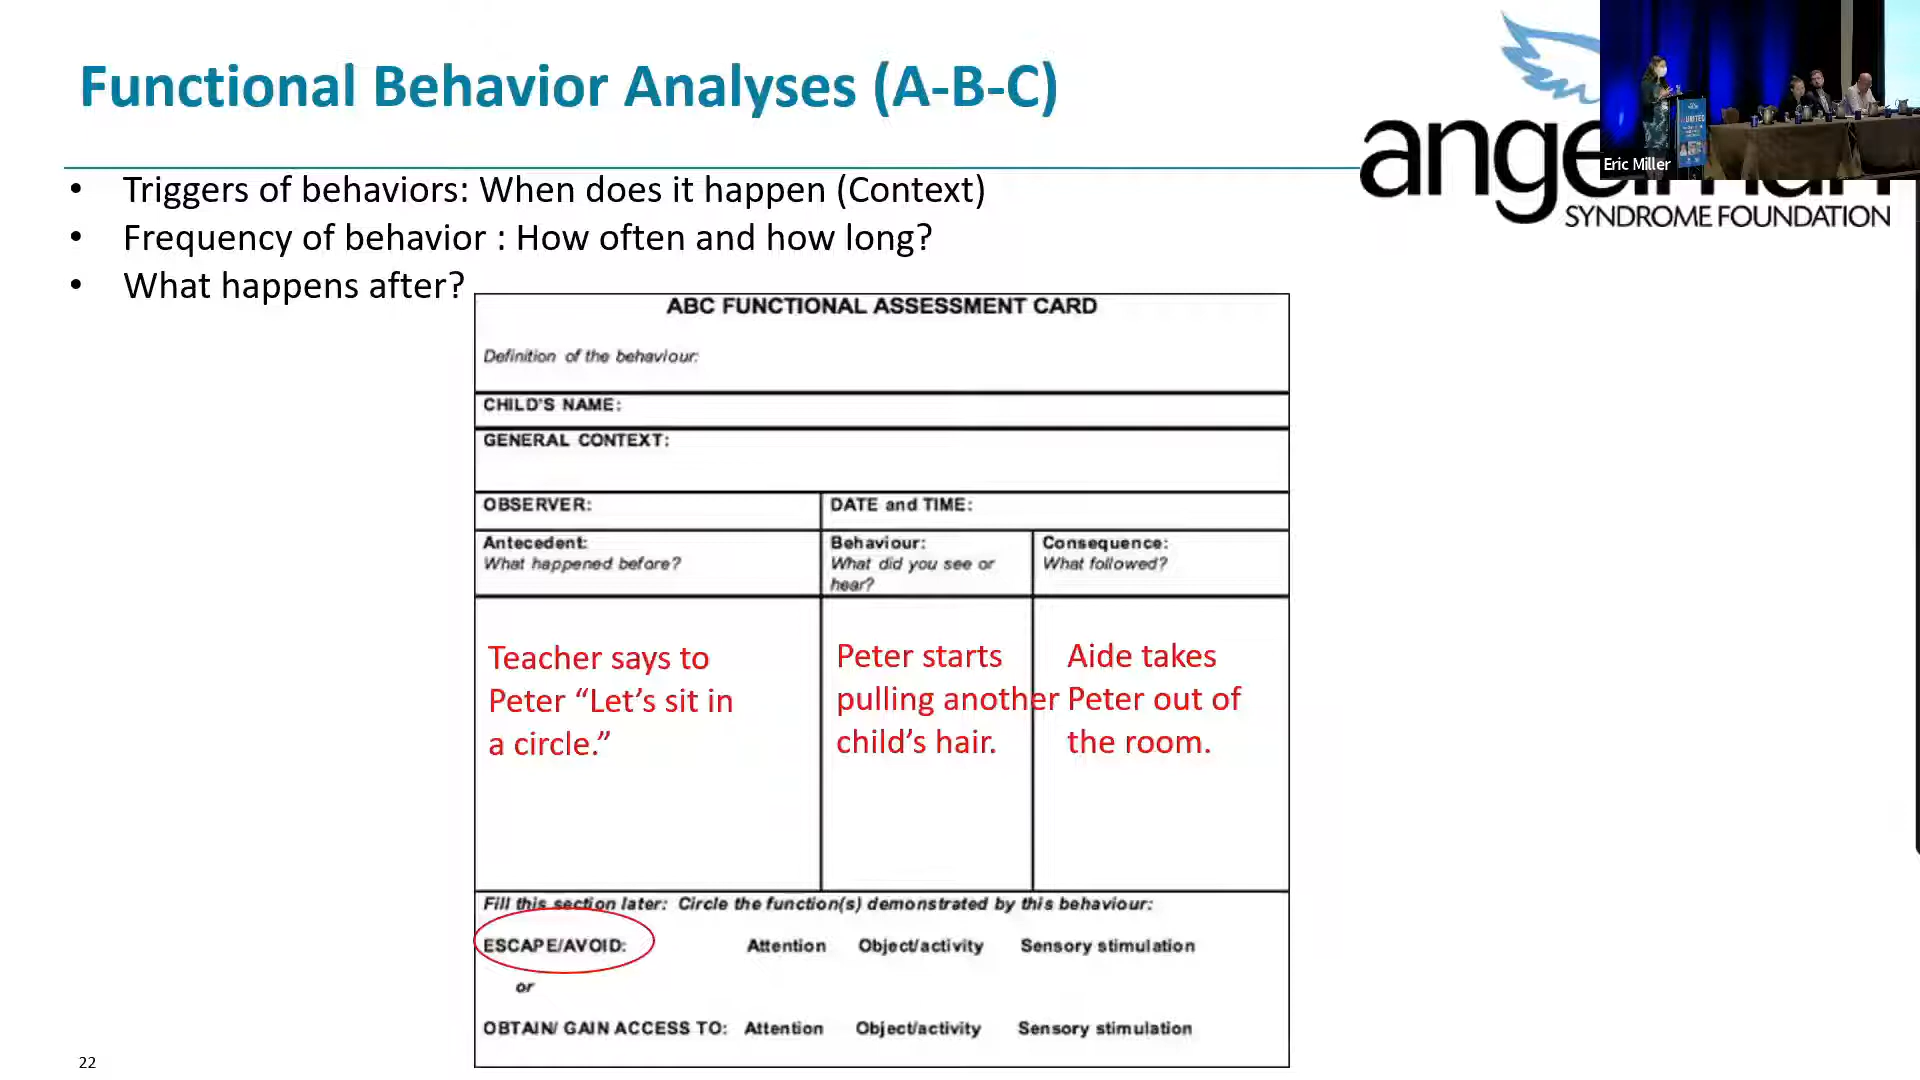 Functional Behavior Analyses (A-B-C)
Eric Miller
SYNDROME FOUNDATION
• Triggers of behaviors: When does it happen (Context)
• Frequency of behavior : How often and how long?
• What happens after?
ABC FUNCTIONAL ASSESSMENT CARD
Definition of the behaviour:
CHILD'S NAME:
GENERAL CONTEXT:
OBSERVER: DATE and TIME:
Antecedent: Behaviour: Consequence:
What happened before? What did you see or What followed?
hear?
Teacher says to
Peter “Let’s sit in
a circle.”
Peter starts
pulling another
child’s hair.
Aide takes
Peter out of
the room.
Fill this section later: Circle the function(s) demonstrated by this behaviour:
ESCAPE/AVOID: Attention Object/activity Sensory stimulation
or
OBTAIN/ GAIN ACCESS TO: Attention Object/activity Sensory stimulation
22